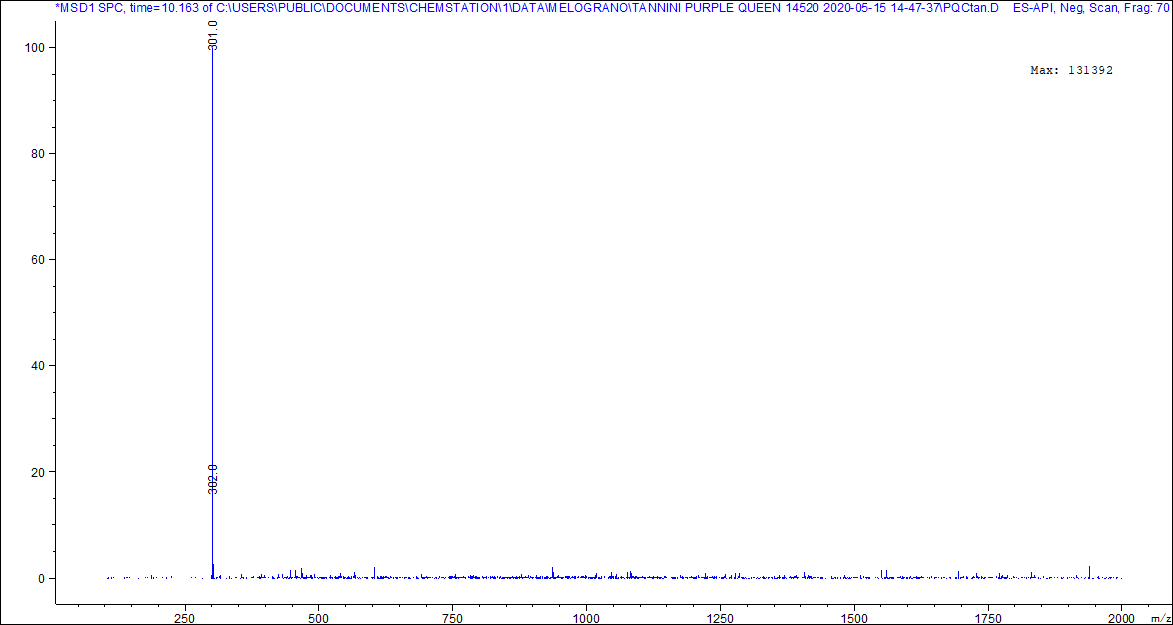 *MSD1 SPC, time=10.163 of C:\USERS\PUBLIC\DOCUMENTS\CHEMSTATION\1\DATA\MELOGRANO\TANNINI PURPLE QUEEN 14520 2020-05-15 14-47-37\PQCtan.D    ES-API, Neg, Scan, Frag: 70
301.0
100
Max: 131392
80
60
40
302.0
20
0
250 500 750 1000 1250 1500 1750 2000 m/z